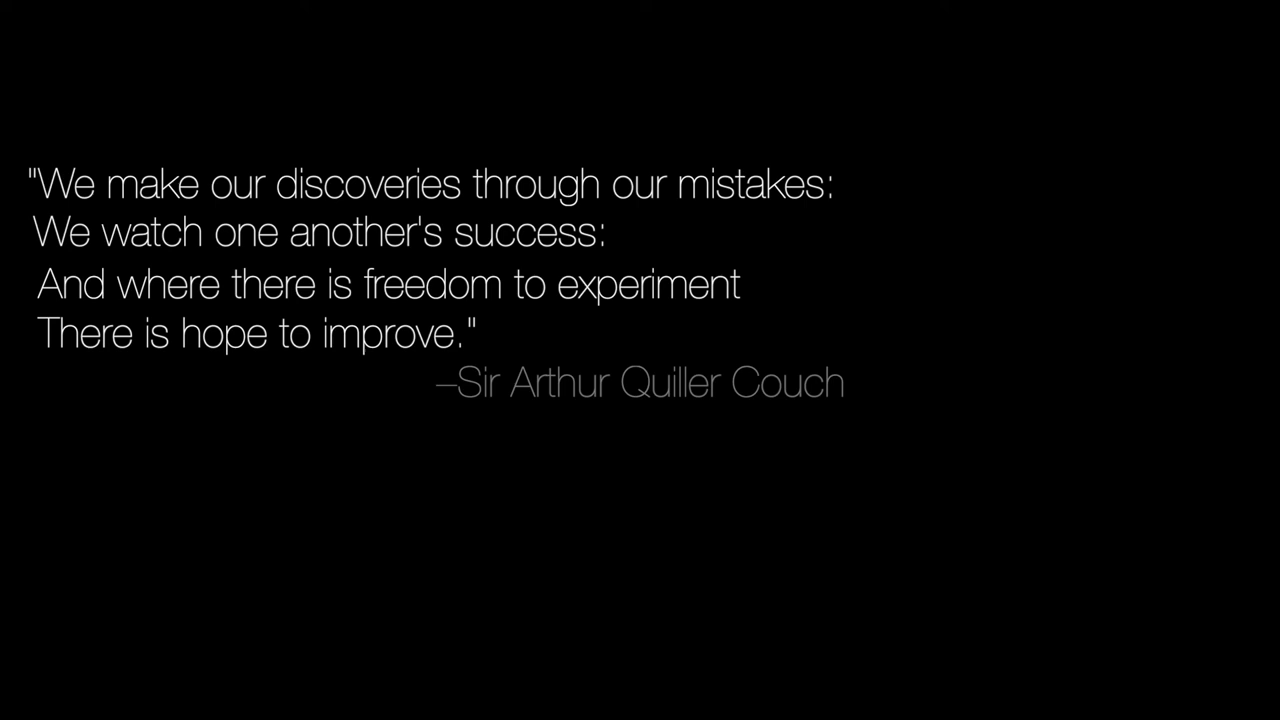 "We make our discoveries through our mistakes:
We watch one another's success:
And where there is freedom to experiment
There is hope to improve."
–Sir Arthur Quiller Couch